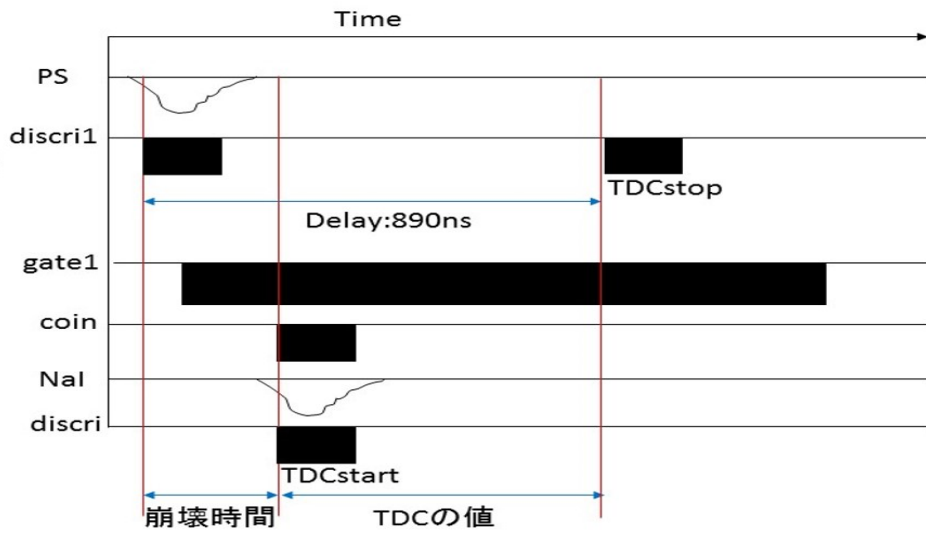 Time
PS
discri1
TDCstop
Delay:890ns
gate1
coin
NaI
discri
TDCstart
崩壊時間
TDCの値